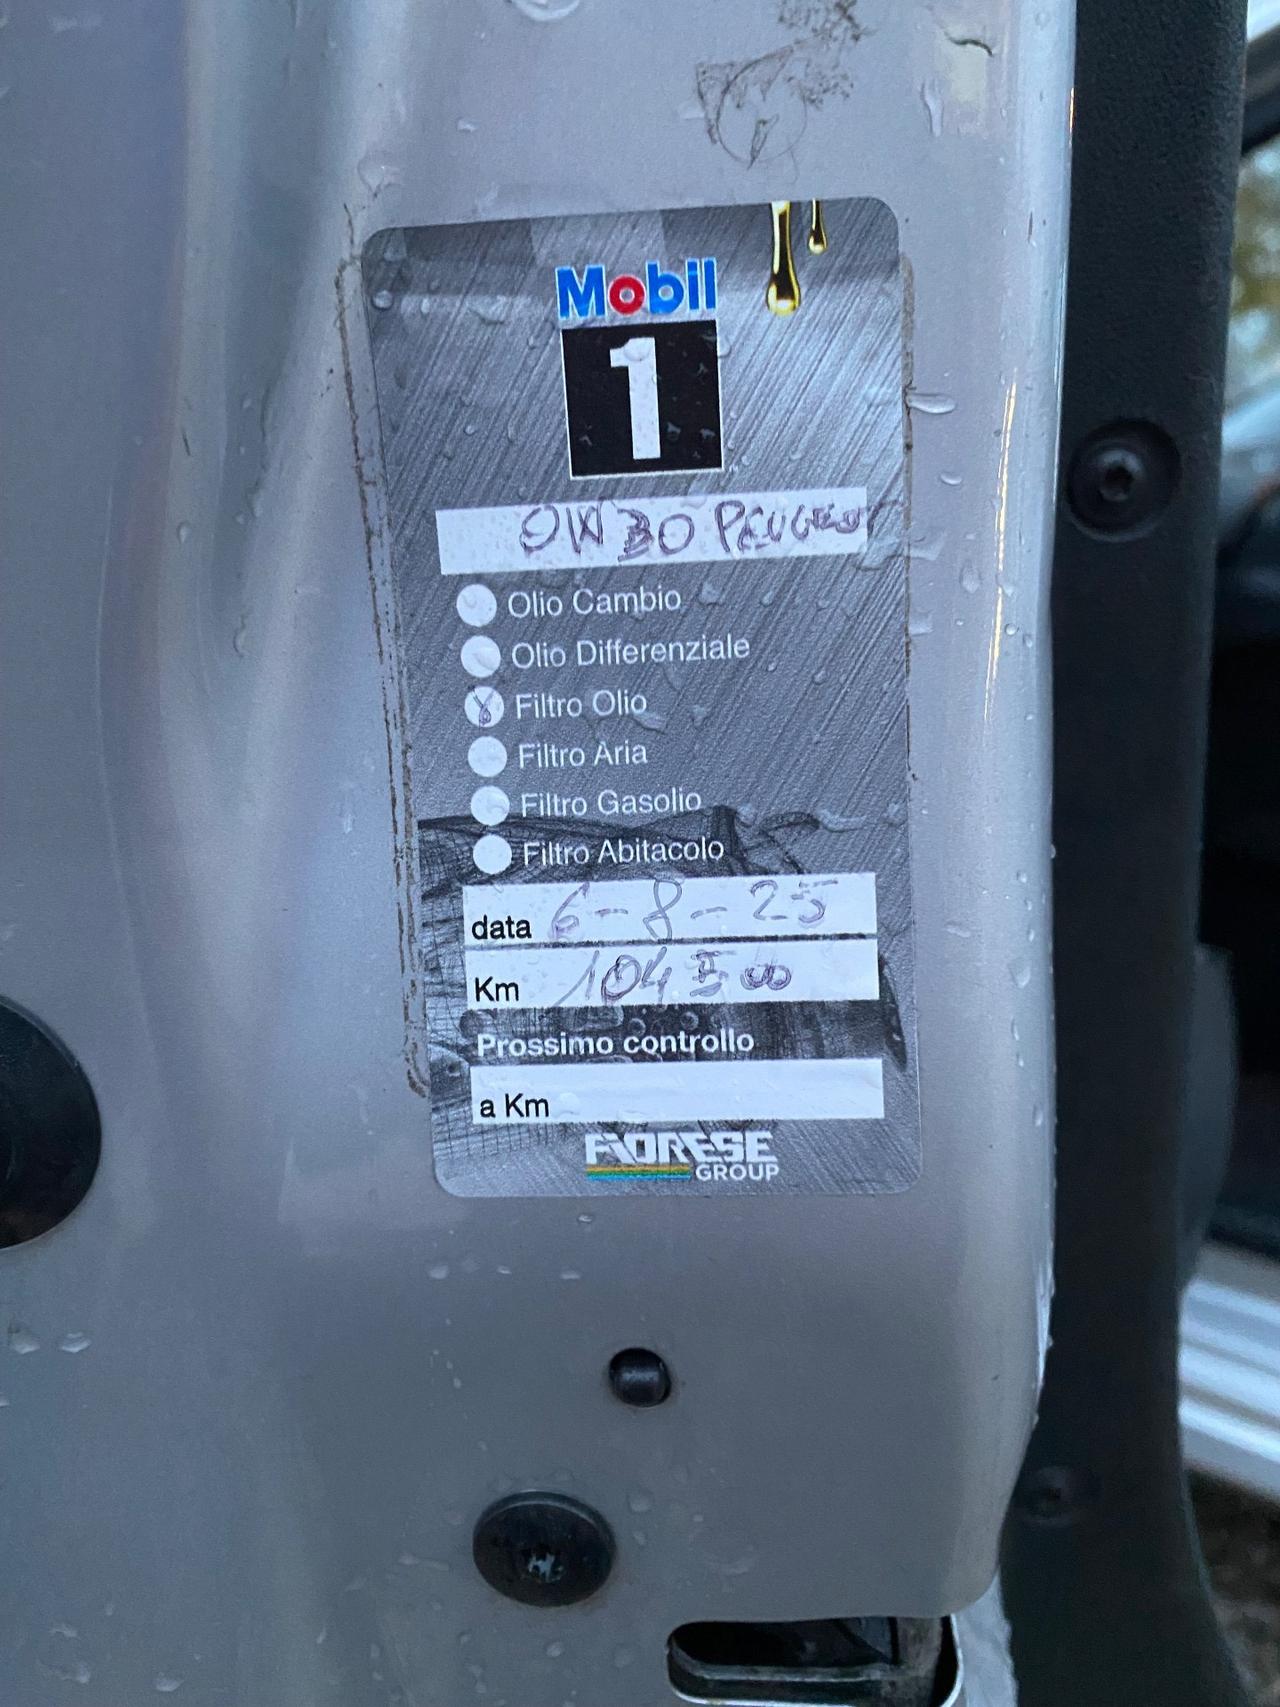 Mobil
1
0W30 PEUGEOT
Olio Cambio
Olio Differenziale
Filtro Olio
Filtro Aria
Filtro Gasolio
Filtro Abitacolo
data 6-8-25
Km 104500
Prossimo controllo
a Km
FIORESE
GROUP